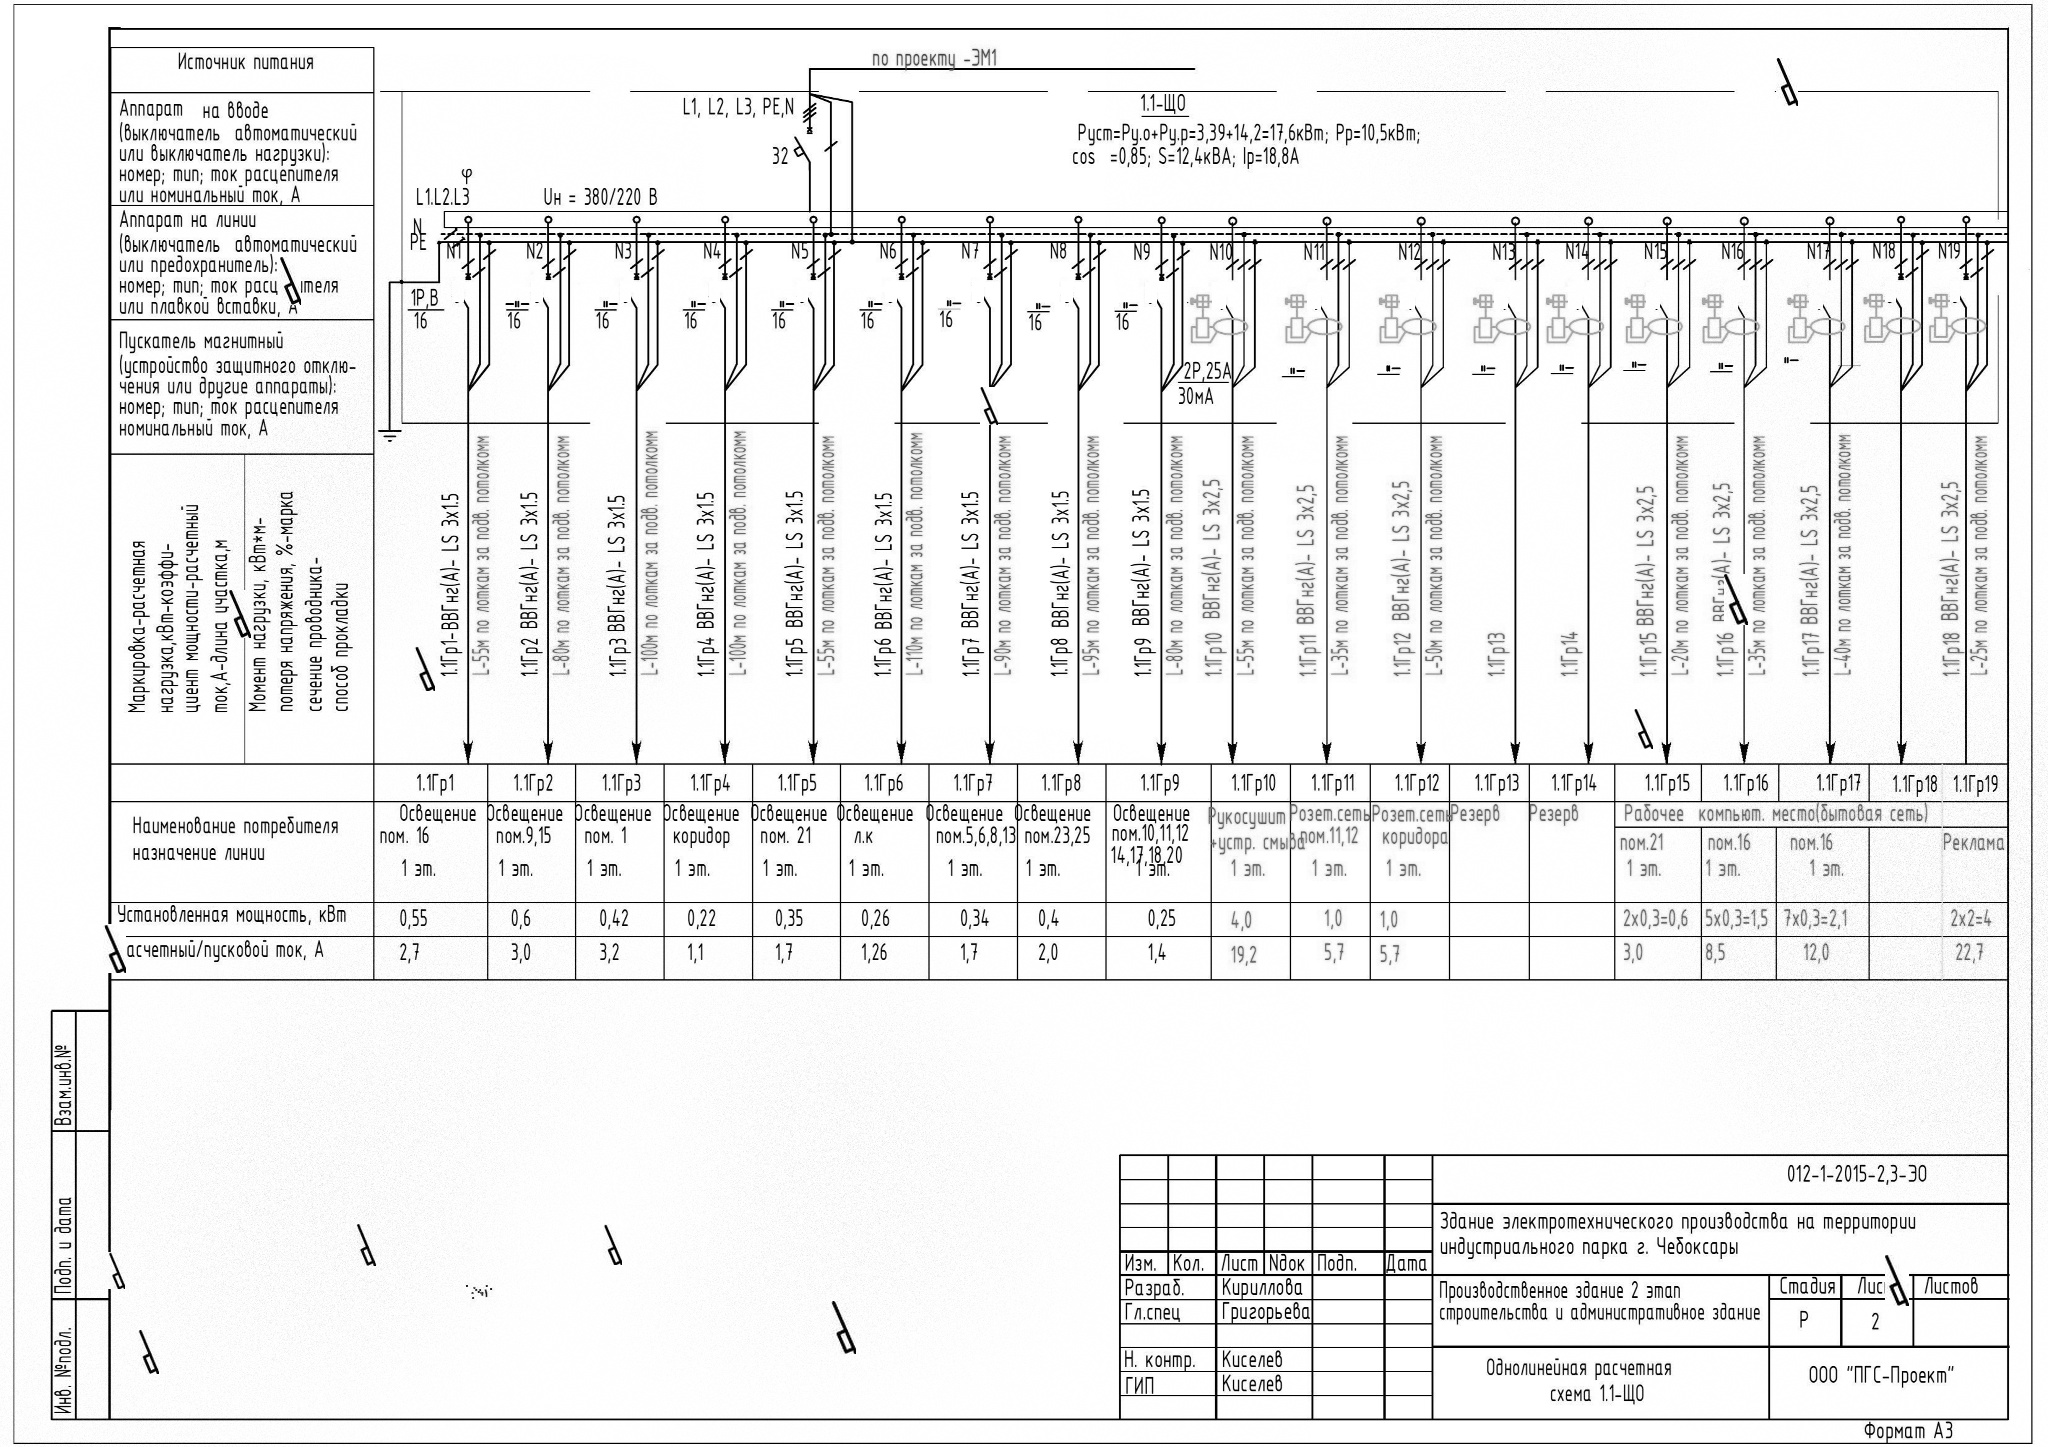 Источник питания
Аппарат на вводе
(выключатель автоматический
или выключатель нагрузки):
номер; тип; ток расцепителя
или номинальный ток, А
Аппарат на линии
(выключатель автоматический
или предохранитель):
номер; тип; ток расц ителя
или плавкой вставки, А
Пускатель магнитный
(устройство защитного отклю-
чения или другие аппараты):
номер; тип; ток расцепителя
номинальный ток, А
Маркировка-расчетная
нагрузка,кВт-коэффи-
циент мощности-расчетный
ток,А-длина участка,м
Момент нагрузки, кВт*м-
потеря напряжения, %-марка
сечение проводника-
способ прокладки
по проекту -ЭМ1
L1, L2, L3, PE,N
32
1.1-ЩО
Руст=Ру.о+Ру.р=3,39+14,2=17,6кВт; Рр=10,5кВт;
cos =0,85; S=12,4кВА; Iр=18,8А
φ
L1.L2.L3
Uн = 380/220 В
N
PE
N1 N2 N3 N4 N5 N6 N7 N8 N9 N10 N11 N12 N13 N14 N15 N16 N17 N18 N19
1Р,В
16
-"- 16
-"- 16
-"- 16
-"- 16
-"- 16
-"- 16
-"- 16
-"- 16
2Р,25А
30мА
"- "- "- "- "- "- "-
1.1Гр1-ВВГнг(А)- LS 3х1.5
L-55м по лоткам за подв. потолкомм
1.1Гр2 ВВГнг(А)- LS 3х1.5
L-80м по лоткам за подв. потолкомм
1.1Гр3 ВВГнг(А)- LS 3х1.5
L-100м по лоткам за подв. потолкомм
1.1Гр4 ВВГнг(А)- LS 3х1.5
L-100м по лоткам за подв. потолкомм
1.1Гр5 ВВГнг(А)- LS 3х1.5
L-55м по лоткам за подв. потолкомм
1.1Гр6 ВВГнг(А)- LS 3х1.5
L-110м по лоткам за подв. потолкомм
1.1Гр7 ВВГнг(А)- LS 3х1.5
L-90м по лоткам за подв. потолкомм
1.1Гр8 ВВГнг(А)- LS 3х1.5
L-95м по лоткам за подв. потолкомм
1.1Гр9 ВВГнг(А)- LS 3х1.5
L-80м по лоткам за подв. потолкомм
1.1Гр10 ВВГнг(А)- LS 3х2,5
L-55м по лоткам за подв. потолкомм
1.1Гр11 ВВГнг(А)- LS 3х2,5
L-35м по лоткам за подв. потолкомм
1.1Гр12 ВВГнг(А)- LS 3х2,5
L-50м по лоткам за подв. потолкомм
1.1Гр13
1.1Гр14
1.1Гр15 ВВГнг(А)- LS 3х2,5
L-20м по лоткам за подв. потолкомм
1.1Гр16 ВВГнг(А)- LS 3х2,5
L-35м по лоткам за подв. потолкомм
1.1Гр17 ВВГнг(А)- LS 3х2,5
L-40м по лоткам за подв. потолкомм
1.1Гр18 ВВГнг(А)- LS 3х2,5
L-25м по лоткам за подв. потолкомм
1.1Гр1 1.1Гр2 1.1Гр3 1.1Гр4 1.1Гр5 1.1Гр6 1.1Гр7 1.1Гр8 1.1Гр9 1.1Гр10 1.1Гр11 1.1Гр12 1.1Гр13 1.1Гр14 1.1Гр15 1.1Гр16 1.1Гр17 1.1Гр18 1.1Гр19
Наименование потребителя
назначение линии
Освещение
пом. 16
1 эт.
Освещение
пом.9,15
1 эт.
Освещение
пом. 1
1 эт.
Освещение
коридор
1 эт.
Освещение
пом. 21
1 эт.
Освещение
л.к
1 эт.
Освещение
пом.5,6,8,13
1 эт.
Освещение
пом.23,25
1 эт.
Освещение
пом.10,11,12
14,17,18,20
1 эт.
Рукосушит
+устр. смыва
1 эт.
Розет.сеть
пом.11,12
1 эт.
Розет.сеть
коридора
1 эт.
Резерв
Резерв
Рабочее компьют. место(бытовая сеть)
пом.21
1 эт.
пом.16
1 эт.
пом.16
1 эт.
Реклама
Установленная мощность, кВт
0,55 0,6 0,42 0,22 0,35 0,26 0,34 0,4 0,25 4,0 1,0 1,0 2х0,3=0,6 5х0,3=1,5 7х0,3=2,1 2х2=4
асчетный/пусковой ток, А
2,7 3,0 3,2 1,1 1,7 1,26 1,7 2,0 1,4 19,2 5,7 5,7 3,0 8,5 12,0 22,7
Взам.инв.№
Подп. и дата
Инв. №подл.
012-1-2015-2,3-ЭО
Здание электротехнического производства на территории
индустриального парка г. Чебоксары
Изм. Кол. Лист Nдок Подп. Дата
Разраб. Кириллова
Гл.спец Григорьева
Н. контр. Киселев
ГИП Киселев
Производственное здание 2 этап
строительства и административное здание
Стадия Лис Листов
Р 2
Однолинейная расчетная
схема 1.1-ЩО
ООО "ПГС-Проект"
Формат А3